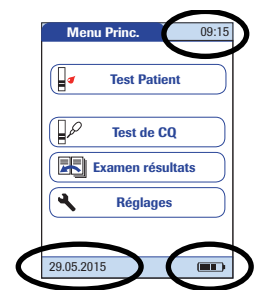 Menu Princ. 09:15
Test Patient
Test de CQ
Examen résultats
Réglages
29.05.2015